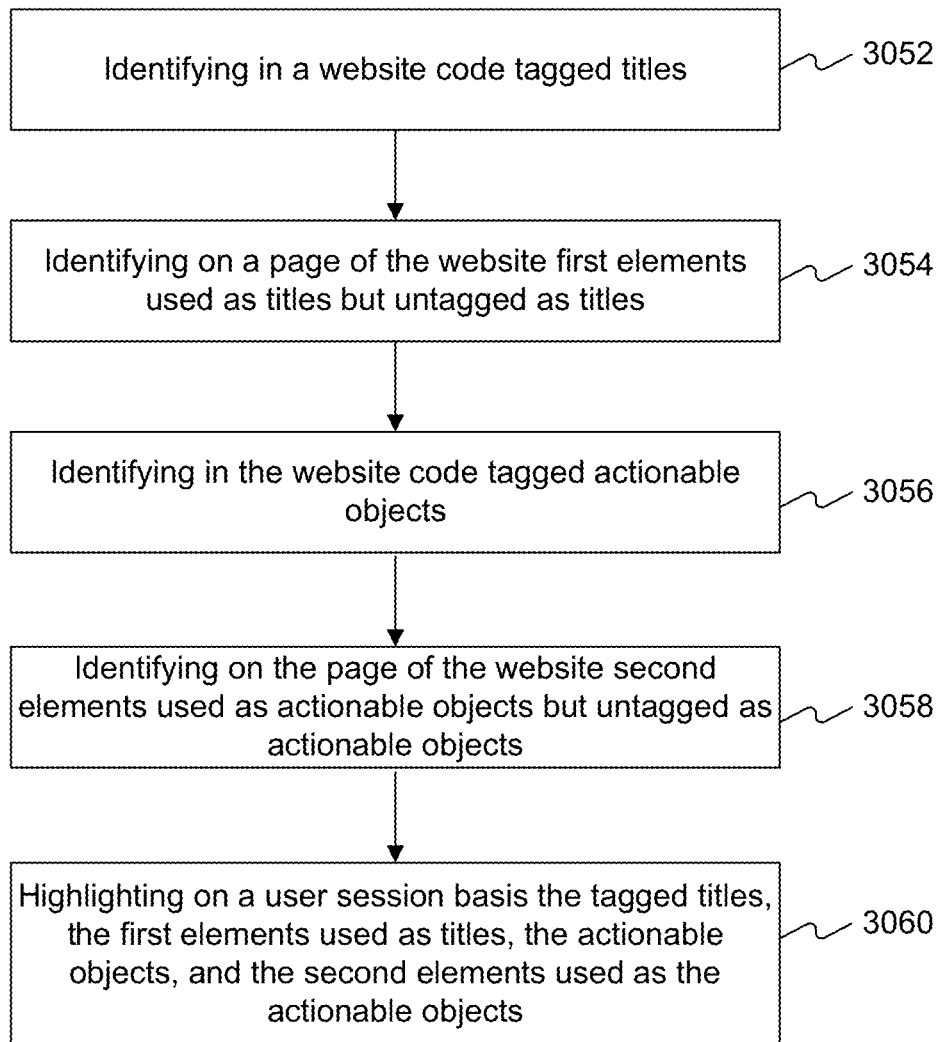 Identifying in a website code tagged titles
3052
Identifying on a page of the website first elements
used as titles but untagged as titles
3054
Identifying in the website code tagged actionable
objects
3056
Identifying on the page of the website second
elements used as actionable objects but untagged as
actionable objects
3058
Highlighting on a user session basis the tagged titles,
the first elements used as titles, the actionable
objects, and the second elements used as the
actionable objects
3060